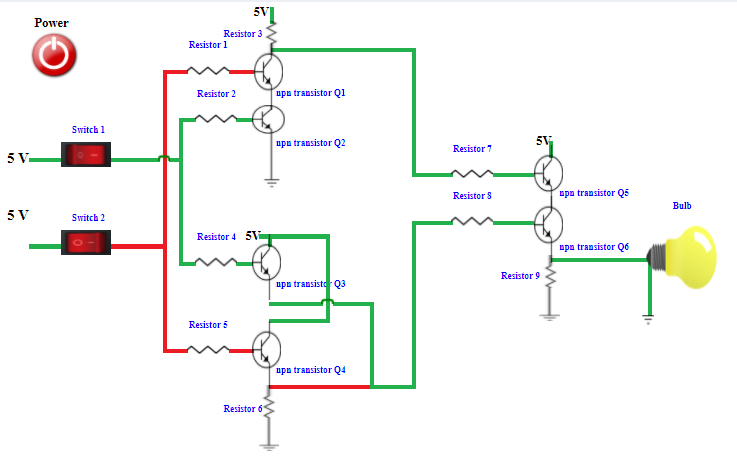 Power
5V
Resistor 3
Resistor 1
Resistor 2
npn transistor Q1
Switch 1
npn transistor Q2
5 V
5V
Resistor 7
Resistor 8
npn transistor Q5
Bulb
5 V
Switch 2
Resistor 4
5V
npn transistor Q6
npn transistor Q3
Resistor 9
Resistor 5
npn transistor Q4
Resistor 6